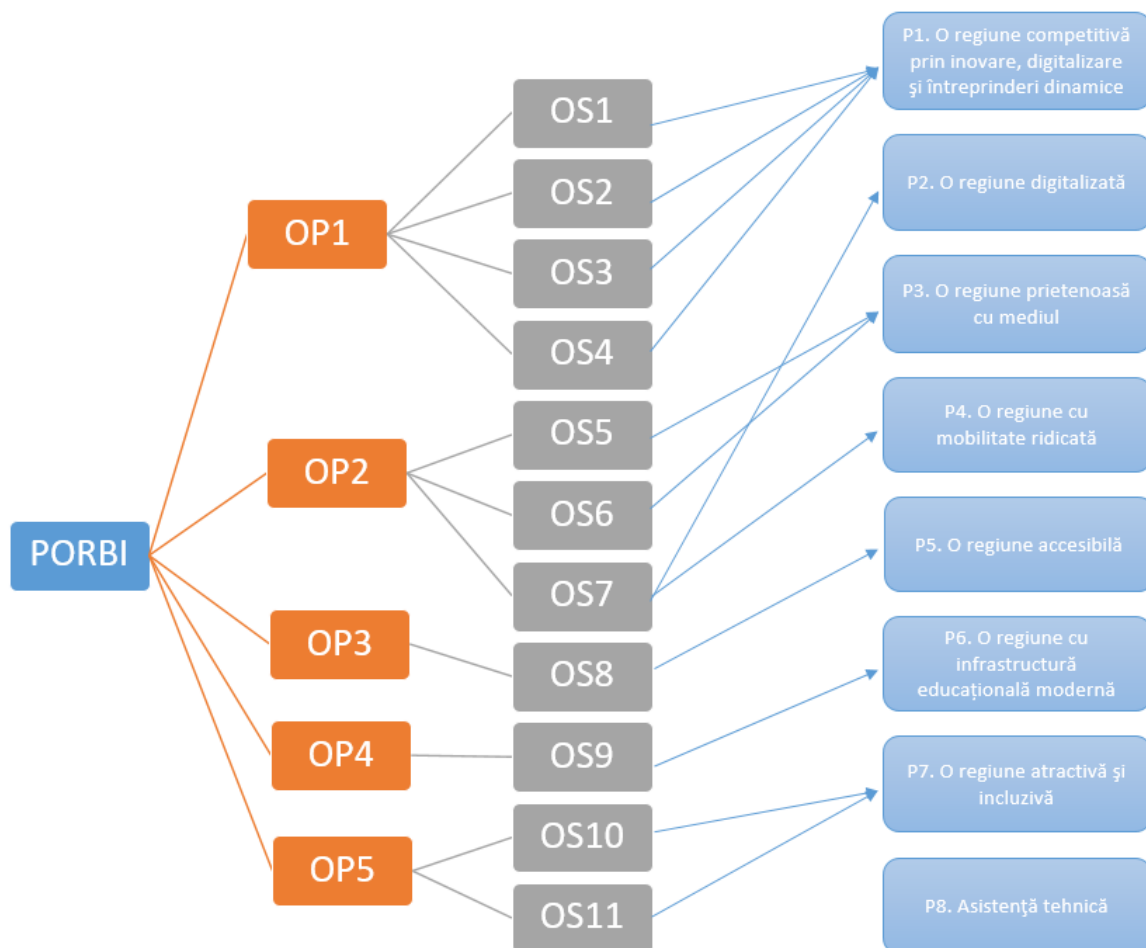 PORBI
OP1
OP2
OP3
OP4
OP5
OS1
OS2
OS3
OS4
OS5
OS6
OS7
OS8
OS9
OS10
OS11
P1. O regiune competitivă
prin inovare, digitalizare
şi întreprinderi dinamice
P2. O regiune digitalizată
P3. O regiune prietenoasă
cu mediul
P4. O regiune cu
mobilitate ridicată
P5. O regiune accesibilă
P6. O regiune cu
infrastructură
educațională modernă
P7. O regiune atractivă şi
incluzivă
P8. Asistenţă tehnică